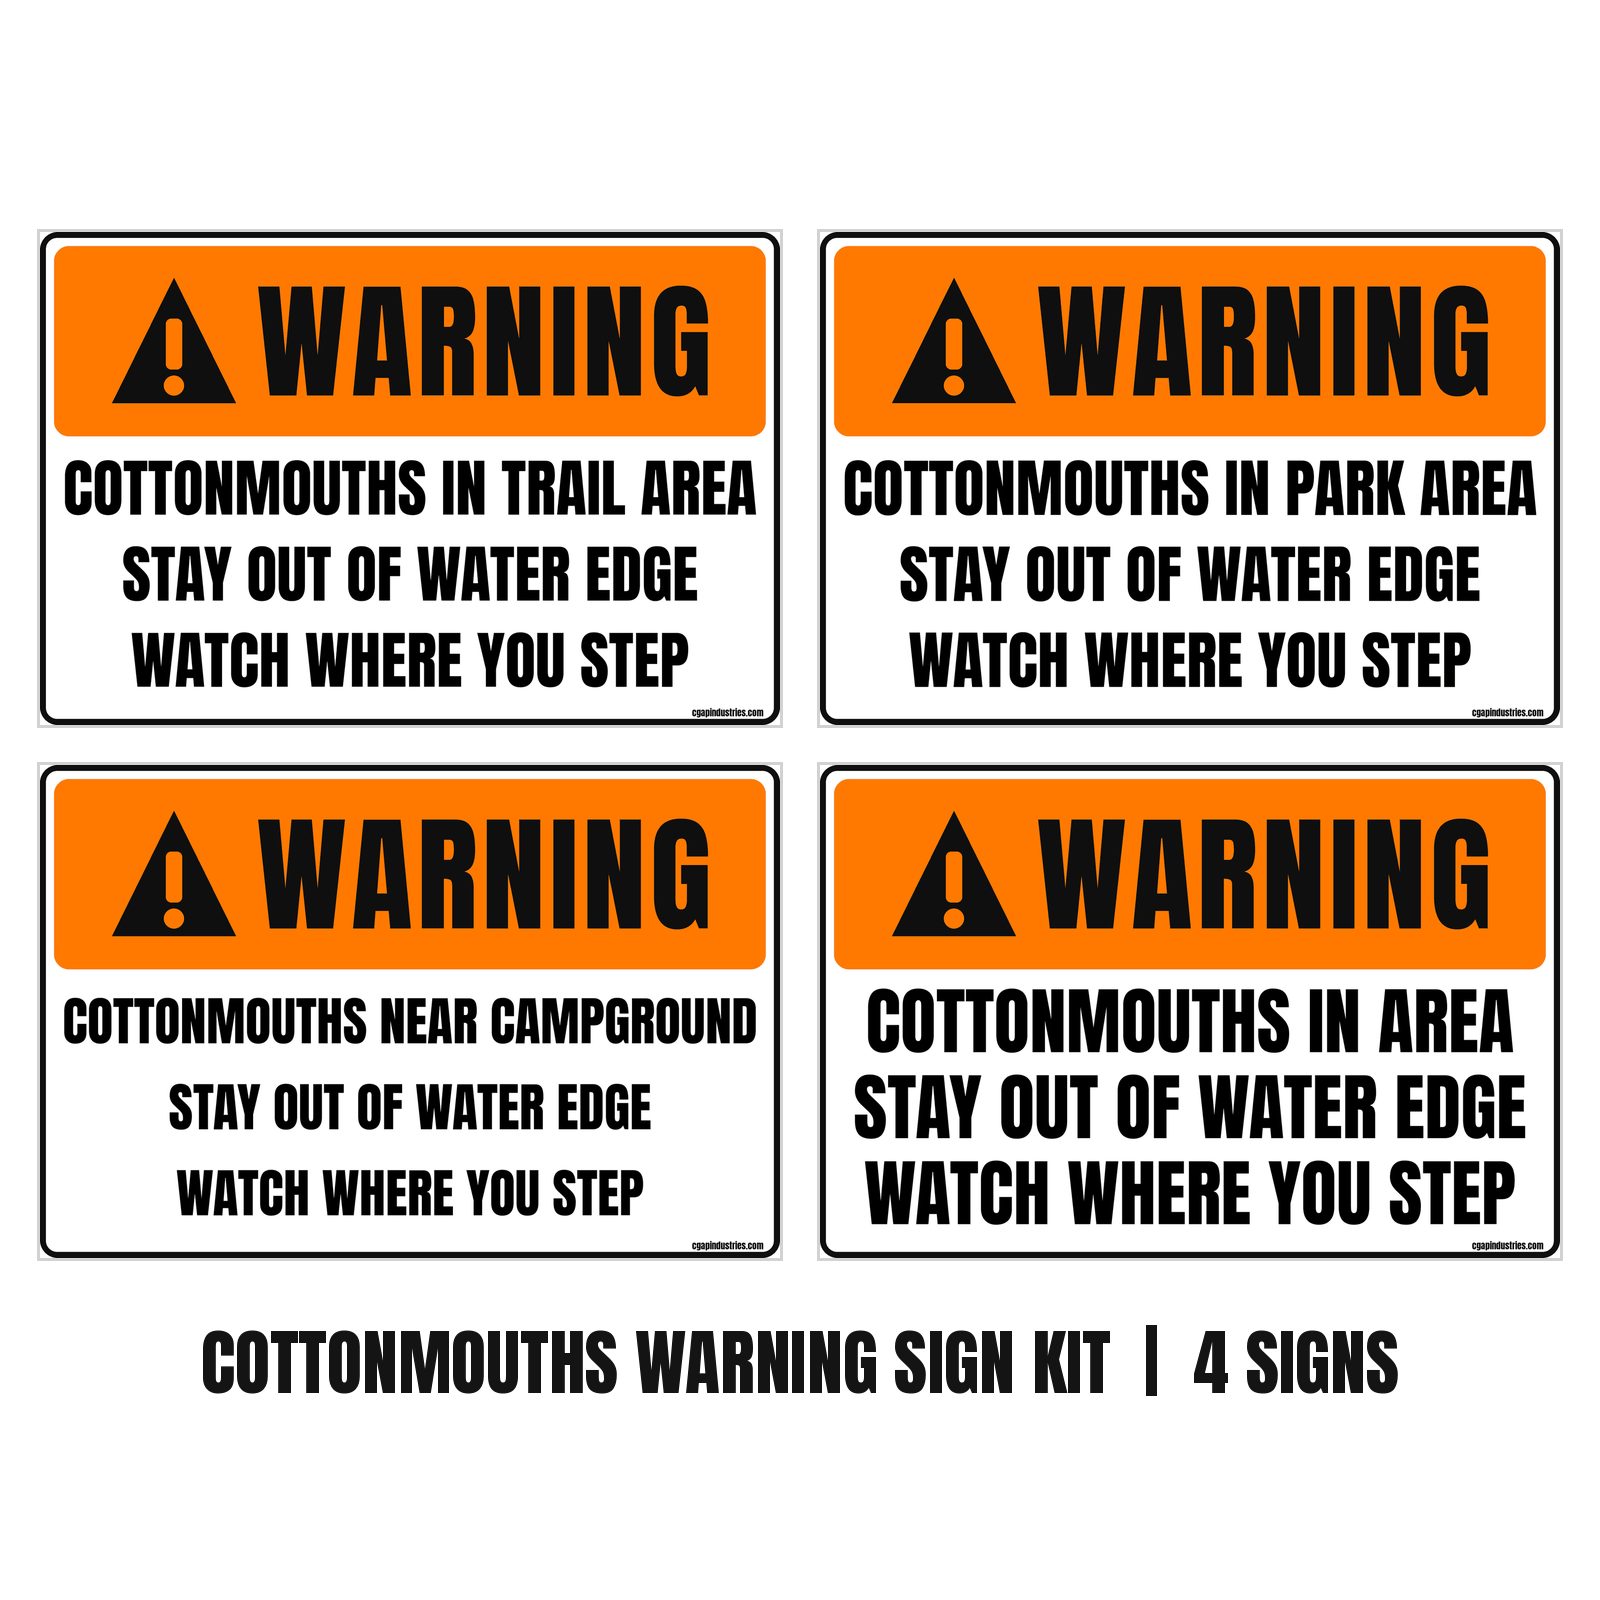 WARNING
COTTONMOUTHS IN TRAIL AREA
STAY OUT OF WATER EDGE
WATCH WHERE YOU STEP
cgapindustries.com
WARNING
COTTONMOUTHS IN PARK AREA
STAY OUT OF WATER EDGE
WATCH WHERE YOU STEP
cgapindustries.com
WARNING
COTTONMOUTHS NEAR CAMPGROUND
STAY OUT OF WATER EDGE
WATCH WHERE YOU STEP
cgapindustries.com
WARNING
COTTONMOUTHS IN AREA
STAY OUT OF WATER EDGE
WATCH WHERE YOU STEP
cgapindustries.com
COTTONMOUTHS WARNING SIGN KIT | 4 SIGNS